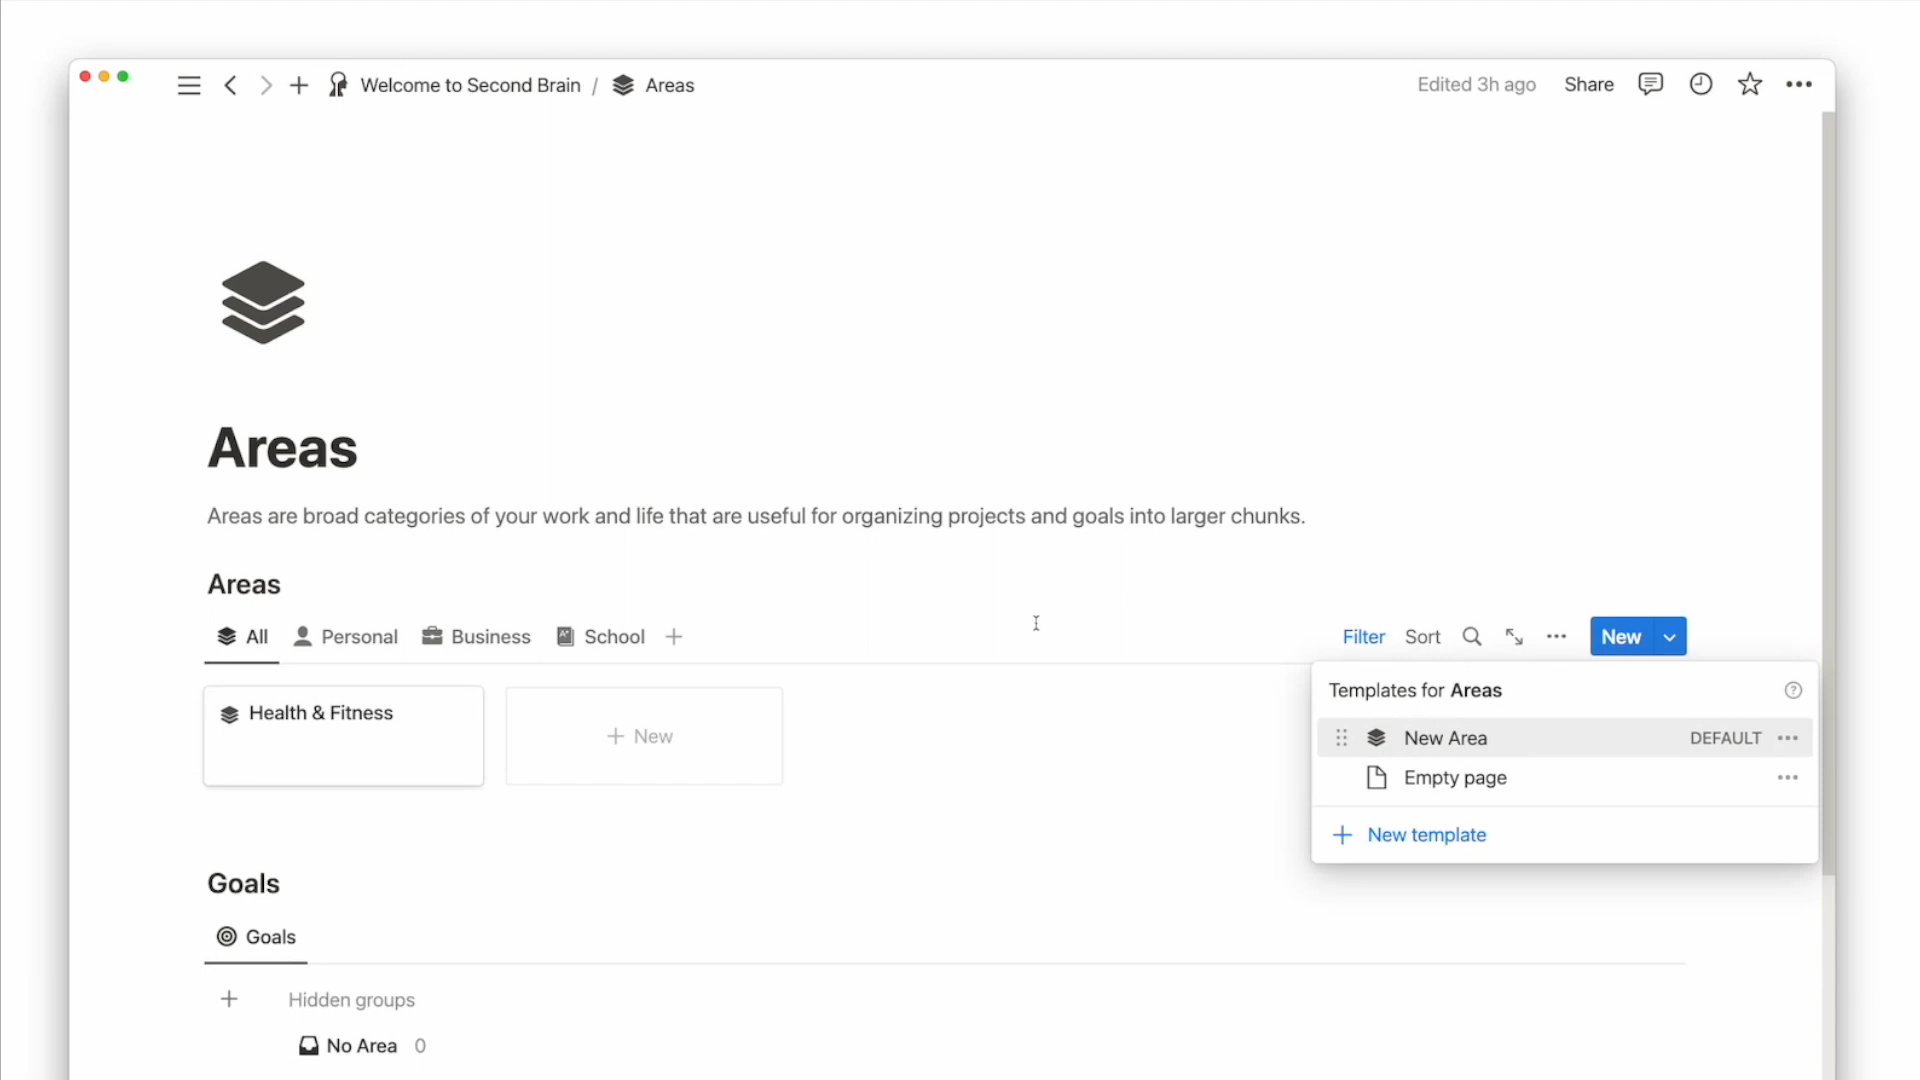 Welcome to Second Brain / Areas
Edited 3h ago Share
Areas
Areas are broad categories of your work and life that are useful for organizing projects and goals into larger chunks.
Areas
All Personal Business School
Filter Sort New
Templates for Areas
Health & Fitness
New
New Area DEFAULT
Empty page
New template
Goals
Goals
Hidden groups
No Area 0